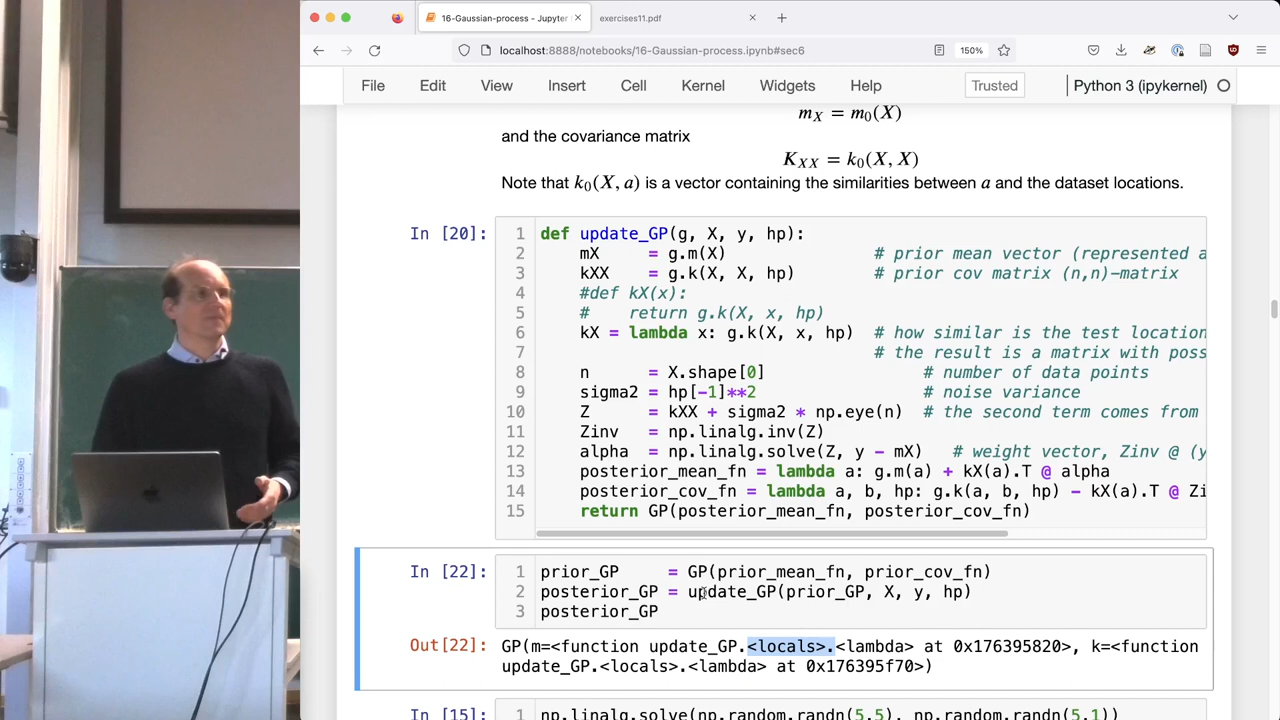 16-Gaussian-process - Jupyter
exercises11.pdf
localhost:8888/notebooks/16-Gaussian-process.ipynb#sec6
150%
File Edit View Insert Cell Kernel Widgets Help
Trusted
Python 3 (ipykernel)
m_X = m_0(X)
and the covariance matrix
K_XX = k_0(X, X)
Note that k_0(X, a) is a vector containing the similarities between a and the dataset locations.
In [20]:
1 def update_GP(g, X, y, hp):
2 mX = g.m(X) # prior mean vector (represented a
3 kXX = g.k(X, X, hp) # prior cov matrix (n,n)-matrix
4 #def kX(x):
5 # return g.k(X, x, hp)
6 kX = lambda x: g.k(X, x, hp) # how similar is the test location
7 # the result is a matrix with poss
8 n = X.shape[0] # number of data points
9 sigma2 = hp[-1]**2 # noise variance
10 Z = kXX + sigma2 * np.eye(n) # the second term comes from
11 Zinv = np.linalg.inv(Z)
12 alpha = np.linalg.solve(Z, y - mX) # weight vector, Zinv @ (y
13 posterior_mean_fn = lambda a: g.m(a) + kX(a).T @ alpha
14 posterior_cov_fn = lambda a, b, hp: g.k(a, b, hp) - kX(a).T @ Zi
15 return GP(posterior_mean_fn, posterior_cov_fn)
In [22]:
1 prior_GP = GP(prior_mean_fn, prior_cov_fn)
2 posterior_GP = update_GP(prior_GP, X, y, hp)
3 posterior_GP
Out[22]:
GP(m=<function update_GP.<locals>.<lambda> at 0x176395820>, k=<function
update_GP.<locals>.<lambda> at 0x176395f70>)
In [15]:
1 np.linalg.solve(np.random.randn(5,5), np.random.randn(5,1))